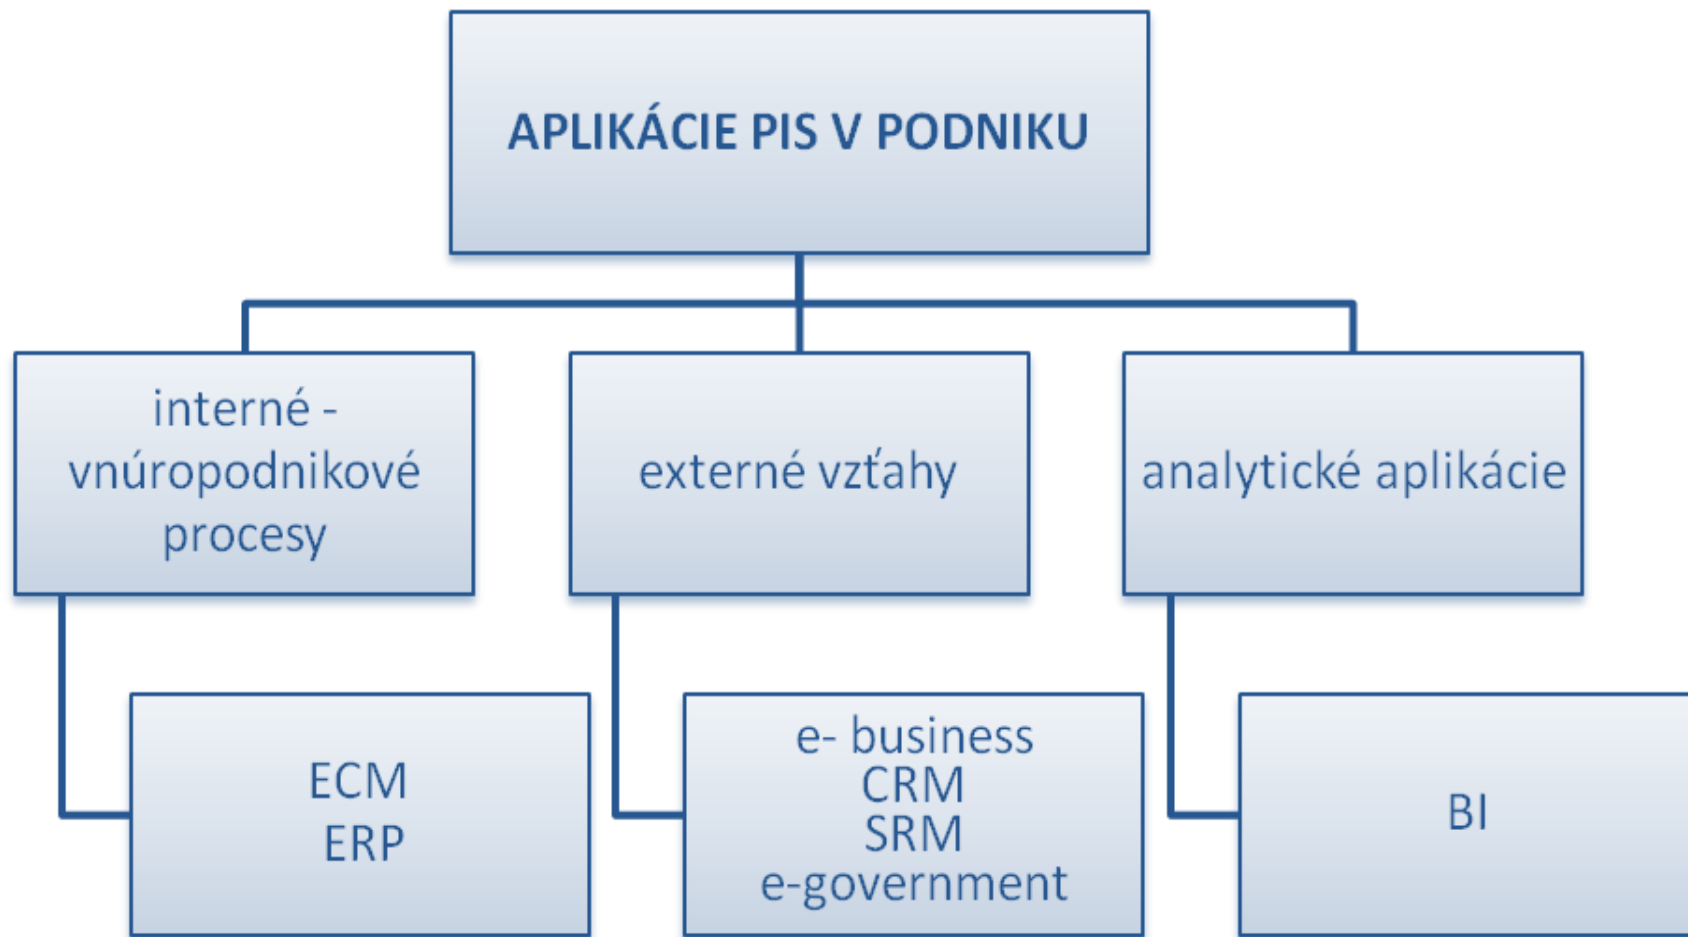 APLIKÁCIE PIS V PODNIKU
interné -
vnúropodnikové
procesy
externé vzťahy
analytické aplikácie
ECM
ERP
e- business
CRM
SRM
e-government
BI